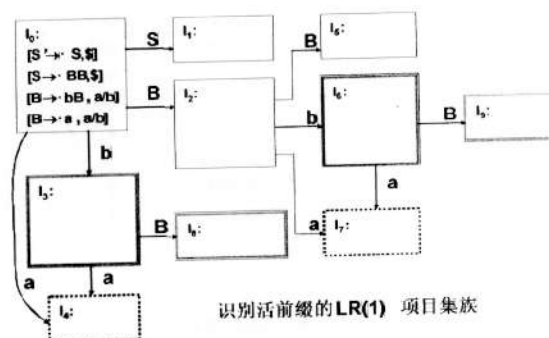 I₀:
[S'→· S,$]
[S→· BB,$]
[B→· bB , a/b]
[B→· a , a/b]
S
I₁:
B
I₂:
B
I₅:
b
I₆:
B
I₉:
b
I₃:
B
I₈:
a
a
I₇:
a
a
I₄:
识别活前缀的LR(1) 项目集族